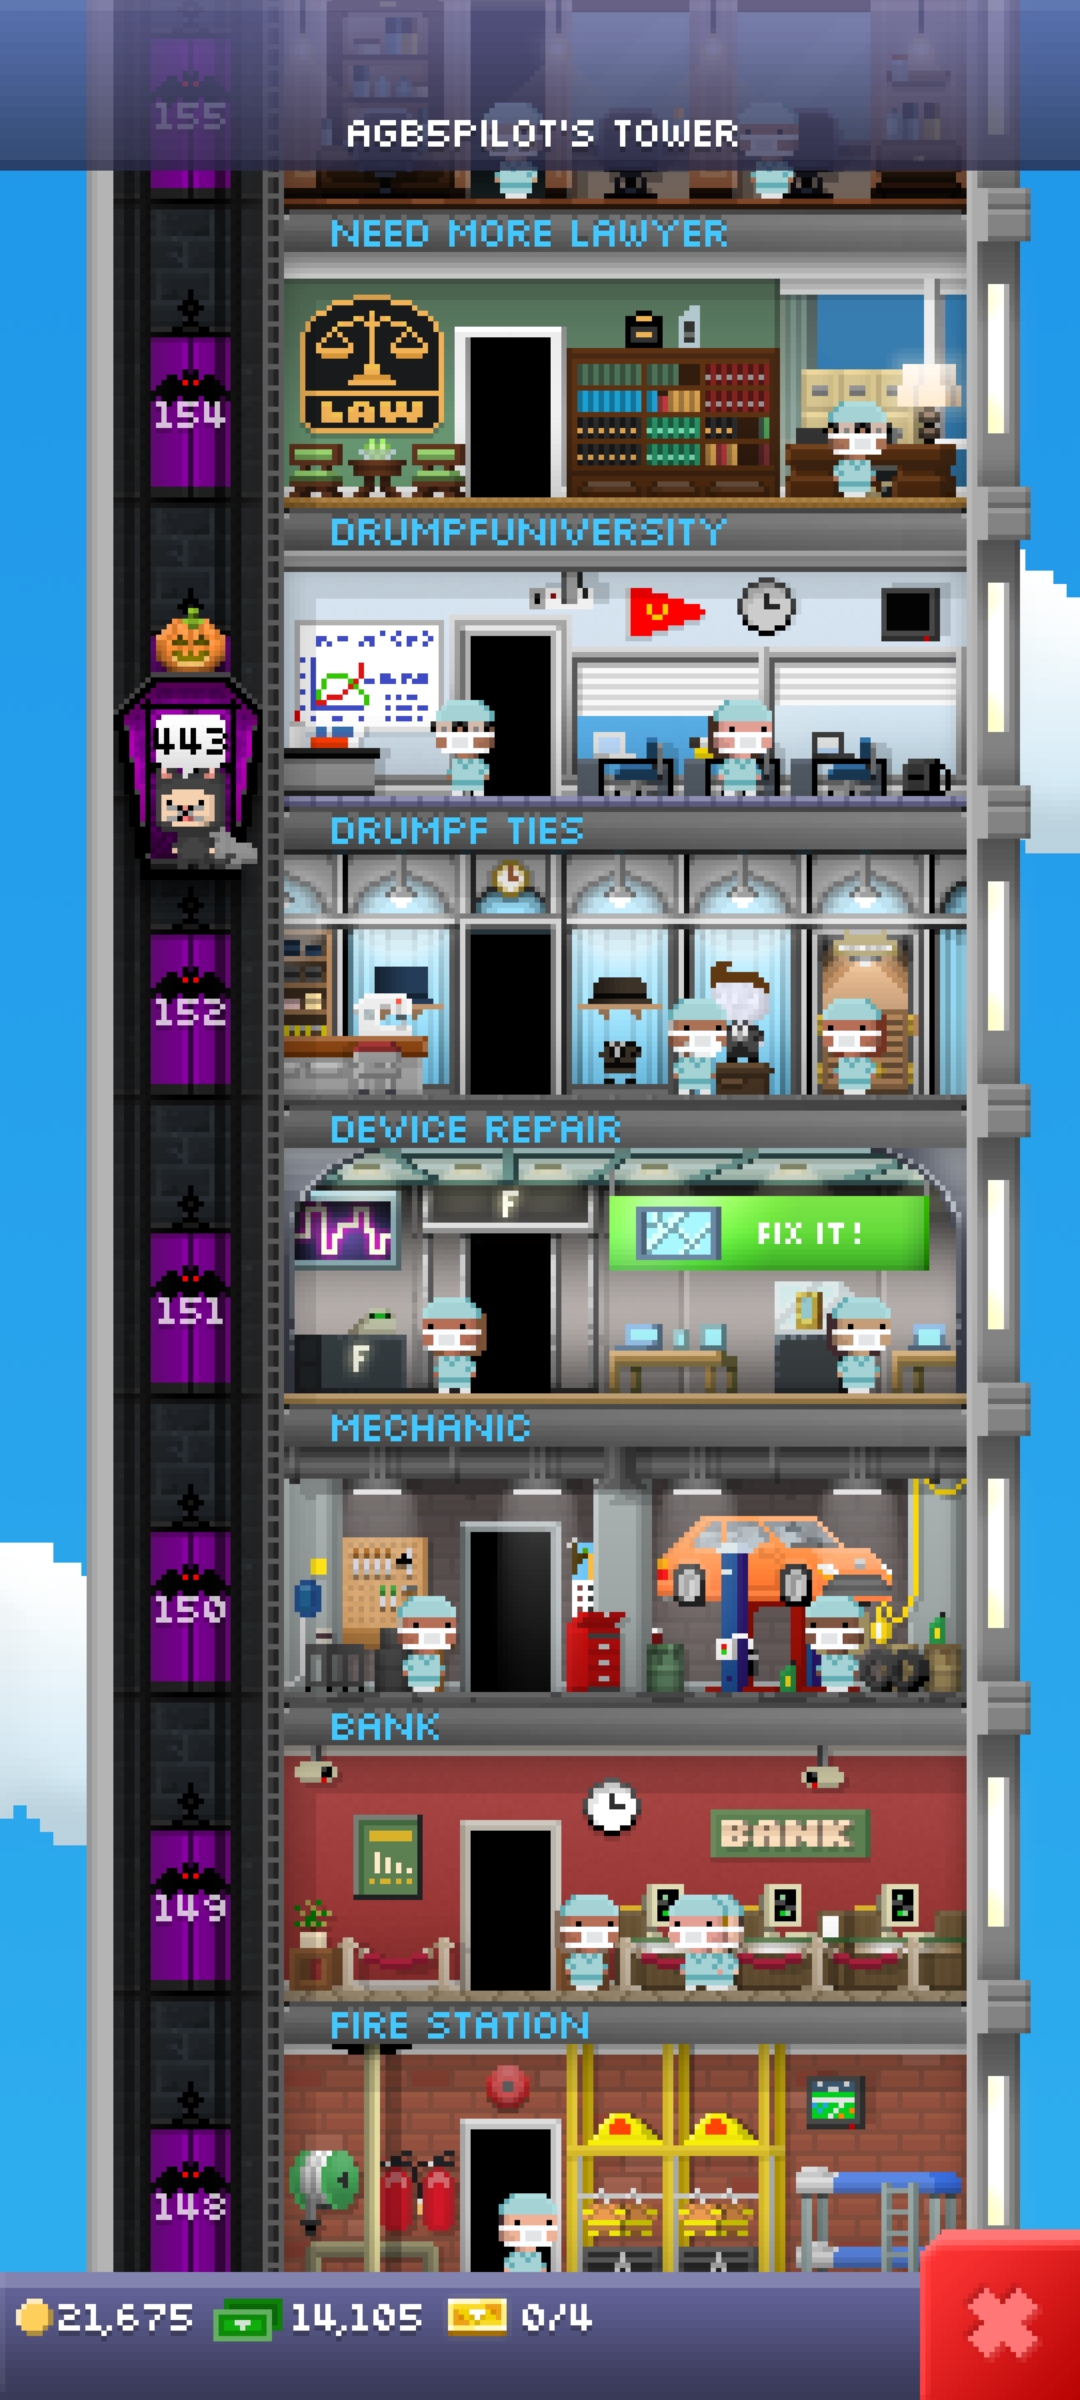 155
AGB5PILOT'S TOWER
NEED MORE LAWYER
LAW
154
DRUMPFUNIVERSITY
443
DRUMPF TIES
152
DEVICE REPAIR
F
FIX IT!
151
F
MECHANIC
150
BANK
BANK
149
FIRE STATION
148
21,675 14,105 0/4